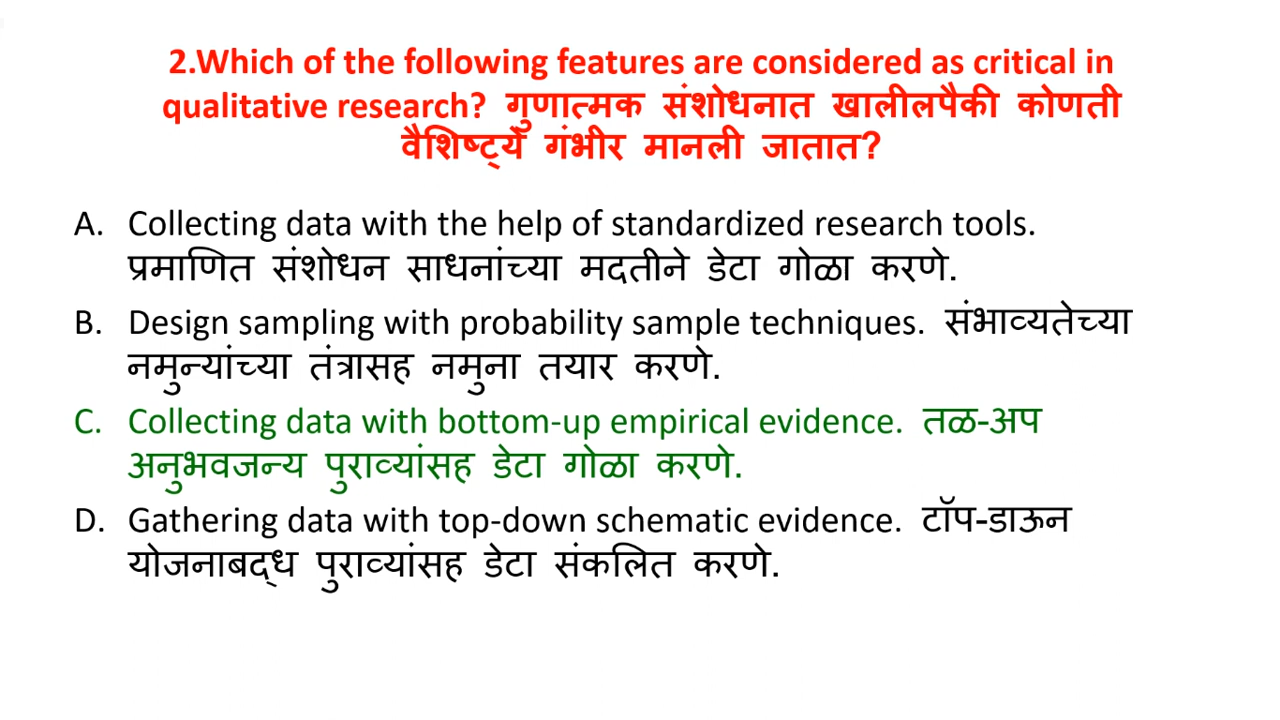 2.Which of the following features are considered as critical in
qualitative research? गुणात्मक संशोधनात खालीलपैकी कोणती
वैशिष्ट्ये गंभीर मानली जातात?
A. Collecting data with the help of standardized research tools.
प्रमाणित संशोधन साधनांच्या मदतीने डेटा गोळा करणे.
B. Design sampling with probability sample techniques. संभाव्यतेच्या
नमुन्यांच्या तंत्रासह नमुना तयार करणे.
C. Collecting data with bottom-up empirical evidence. तळ-अप
अनुभवजन्य पुराव्यांसह डेटा गोळा करणे.
D. Gathering data with top-down schematic evidence. टॉप-डाऊन
योजनाबद्ध पुराव्यांसह डेटा संकलित करणे.